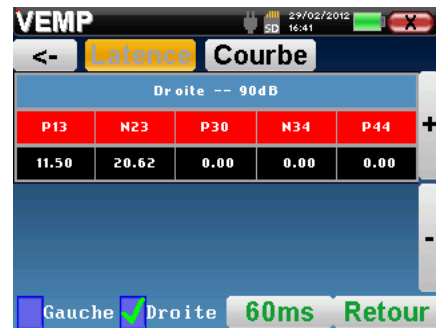 VEMP SD 29/02/2012 16:41 X
<- Latence Courbe
Droite -- 90dB
P13 N23 P30 N34 P44
11.50 20.62 0.00 0.00 0.00
+
-
Gauche Droite 60ms Retour